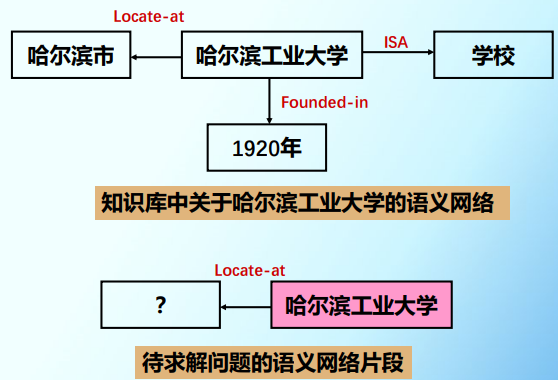 Locate-at
哈尔滨市
哈尔滨工业大学
ISA
学校
Founded-in
1920年
知识库中关于哈尔滨工业大学的语义网络
Locate-at
?
哈尔滨工业大学
待求解问题的语义网络片段